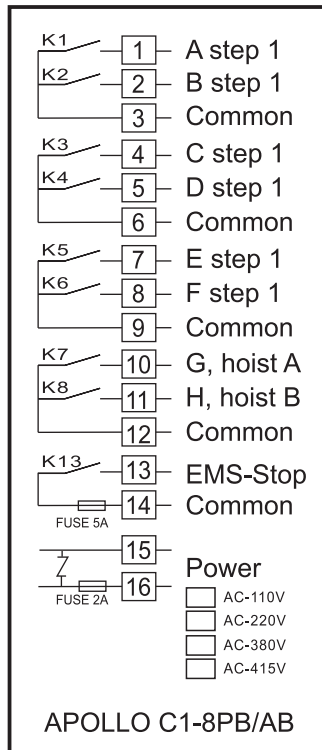 K1 1 A step 1
K2 2 B step 1
3 Common
K3 4 C step 1
K4 5 D step 1
6 Common
K5 7 E step 1
K6 8 F step 1
9 Common
K7 10 G, hoist A
K8 11 H, hoist B
12 Common
K13 13 EMS-Stop
14 Common
FUSE 5A
15
Power
16
FUSE 2A
AC-110V
AC-220V
AC-380V
AC-415V
APOLLO C1-8PB/AB